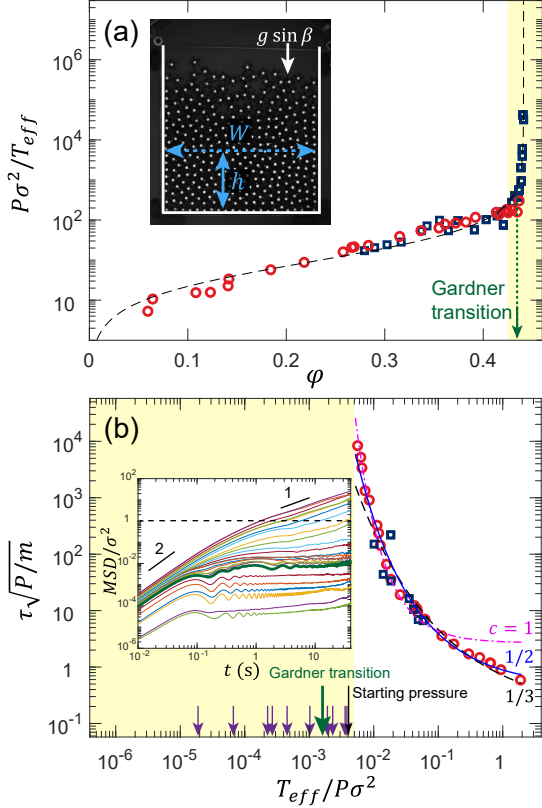 (a)
g sin β
W
h
Pσ²/T_eff
10⁶
10⁴
10²
10
Gardner
transition
0 0.1 0.2 0.3 0.4
φ
(b)
τ√P/m
10⁴
10³
10²
10
1
10⁻¹
MSD/σ²
10²
1
10⁻²
10⁻⁴
10⁻⁶
2
1
10⁻² 10⁻¹ 1 10
t (s)
c = 1
1/2
1/3
Gardner transition
Starting pressure
10⁻⁶ 10⁻⁵ 10⁻⁴ 10⁻³ 10⁻² 10⁻¹ 1
T_eff/Pσ²